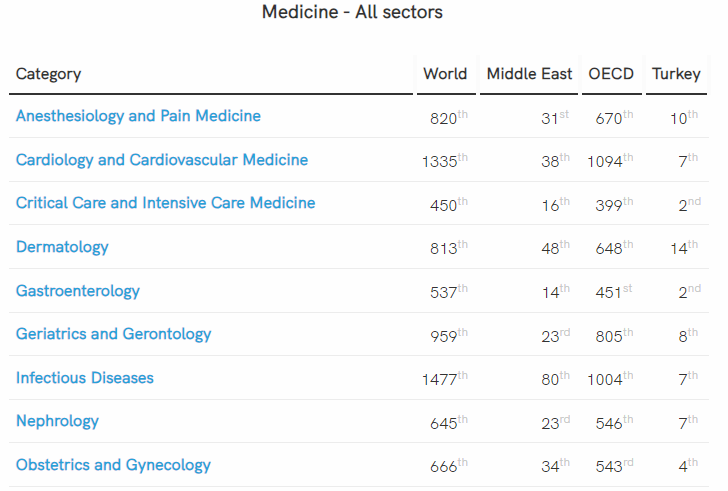 Medicine - All sectors
Category World Middle East OECD Turkey
Anesthesiology and Pain Medicine 820th 31st 670th 10th
Cardiology and Cardiovascular Medicine 1335th 38th 1094th 7th
Critical Care and Intensive Care Medicine 450th 16th 399th 2nd
Dermatology 813th 48th 648th 14th
Gastroenterology 537th 14th 451st 2nd
Geriatrics and Gerontology 959th 23rd 805th 8th
Infectious Diseases 1477th 80th 1004th 7th
Nephrology 645th 23rd 546th 7th
Obstetrics and Gynecology 666th 34th 543rd 4th